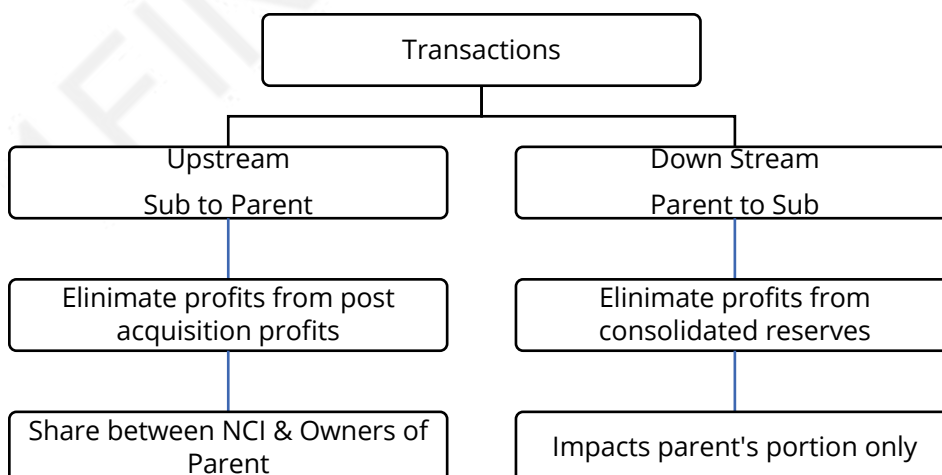 Transactions
Upstream
Sub to Parent
Down Stream
Parent to Sub
Elinimate profits from post
acquisition profits
Elinimate profits from
consolidated reserves
Share between NCI & Owners of
Parent
Impacts parent's portion only